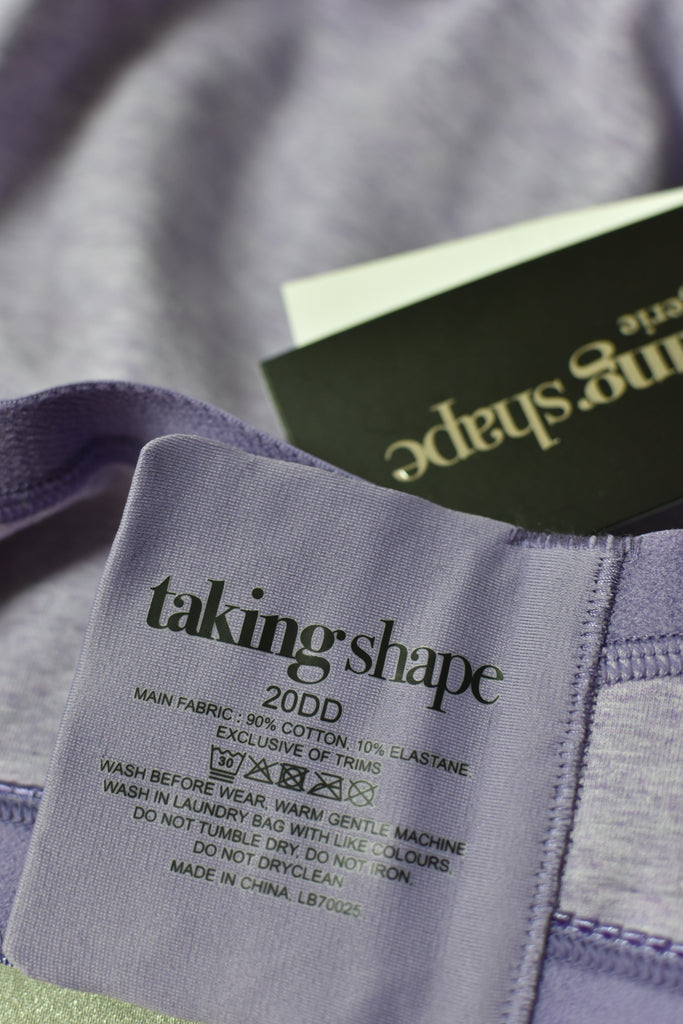 taking shape
20DD
MAIN FABRIC : 90% COTTON, 10% ELASTANE
EXCLUSIVE OF TRIMS
30
WASH BEFORE WEAR, WARM GENTLE MACHINE
WASH IN LAUNDRY BAG WITH LIKE COLOURS.
DO NOT TUMBLE DRY, DO NOT IRON,
DO NOT DRYCLEAN
MADE IN CHINA, LB70025
shape